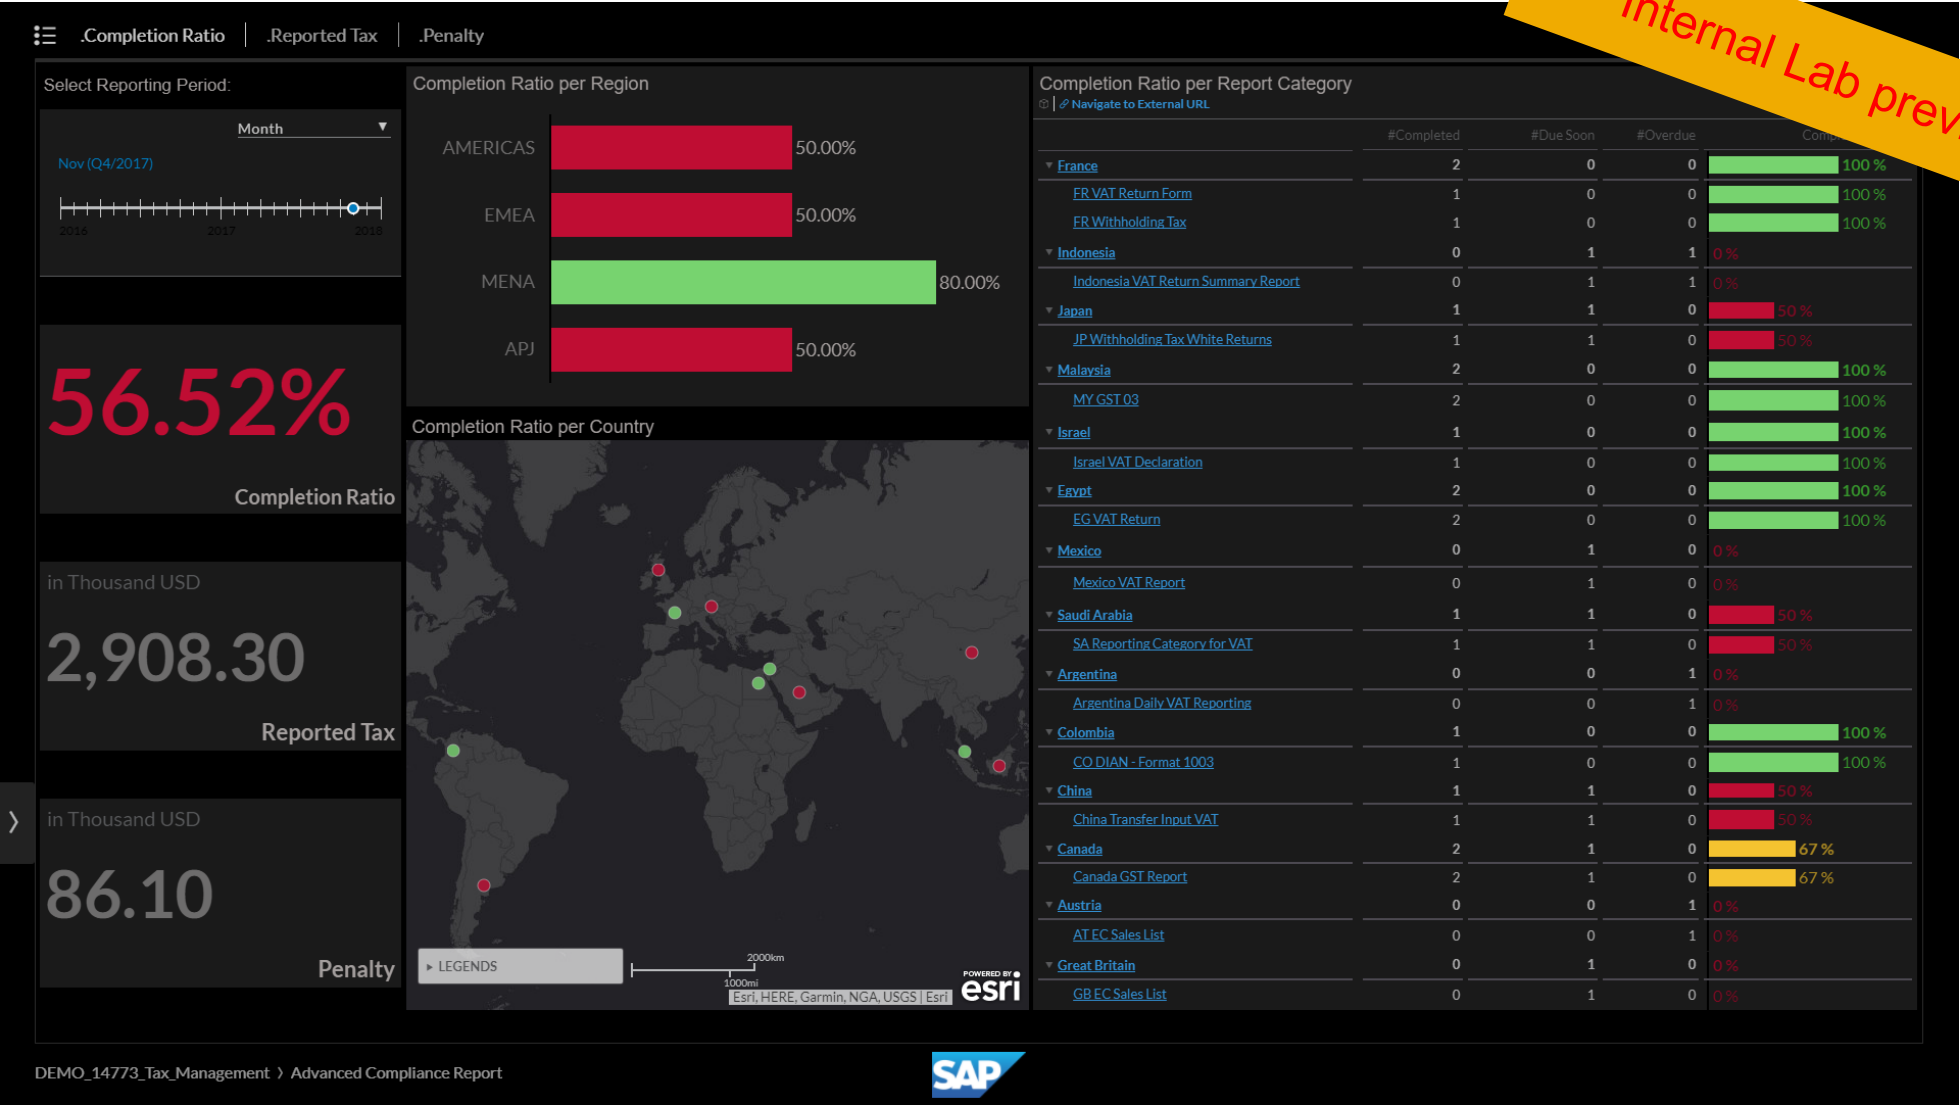 .Completion Ratio
.Reported Tax
.Penalty
Internal Lab
Select Reporting Period:
Month
Nov (Q4/2017)
2016 2017 2018
56.52%
Completion Ratio
in Thousand USD
2,908.30
Reported Tax
in Thousand USD
86.10
Penalty
Completion Ratio per Region
AMERICAS 50.00%
EMEA 50.00%
MENA 80.00%
APJ 50.00%
Completion Ratio per Country
LEGENDS
2000km
1000mi
Esri, HERE, Garmin, NGA, USGS | Esri
POWERED BY
esri
Completion Ratio per Report Category
Navigate to External URL
#Completed #Due Soon #Overdue
France 2 0 0 100 %
FR VAT Return Form 1 0 0 100 %
FR Withholding Tax 1 0 0 100 %
Indonesia 0 1 1 0 %
Indonesia VAT Return Summary Report 0 1 1 0 %
Japan 1 1 0 50 %
JP Withholding Tax White Returns 1 1 0 50 %
Malaysia 2 0 0 100 %
MY GST 03 2 0 0 100 %
Israel 1 0 0 100 %
Israel VAT Declaration 1 0 0 100 %
Egypt 2 0 0 100 %
EG VAT Return 2 0 0 100 %
Mexico 0 1 0 0 %
Mexico VAT Report 0 1 0 0 %
Saudi Arabia 1 1 0 50 %
SA Reporting Category for VAT 1 1 0 50 %
Argentina 0 0 1 0 %
Argentina Daily VAT Reporting 0 0 1 0 %
Colombia 1 0 0 100 %
CO DIAN - Format 1003 1 0 0 100 %
China 1 1 0 50 %
China Transfer Input VAT 1 1 0 50 %
Canada 2 1 0 67 %
Canada GST Report 2 1 0 67 %
Austria 0 0 1 0 %
AT EC Sales List 0 0 1 0 %
Great Britain 0 1 0 0 %
GB EC Sales List 0 1 0 0 %
DEMO_14773_Tax_Management > Advanced Compliance Report
SAP